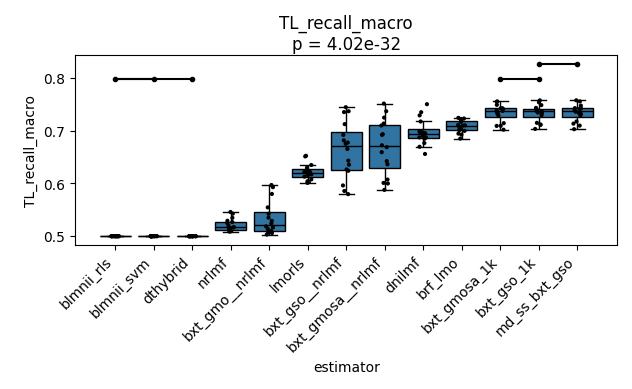 TL_recall_macro
p = 4.02e-32
TL_recall_macro
0.8
0.7
0.6
0.5
blmnii_rls
blmnii_svm
dthybrid
nrlmf
bxt_gmo__nrlmf
lmorls
bxt_gso__nrlmf
bxt_gmosa__nrlmf
dnilmf
brf_lmo
bxt_gmosa_1k
bxt_gso_1k
md_ss_bxt_gso
estimator